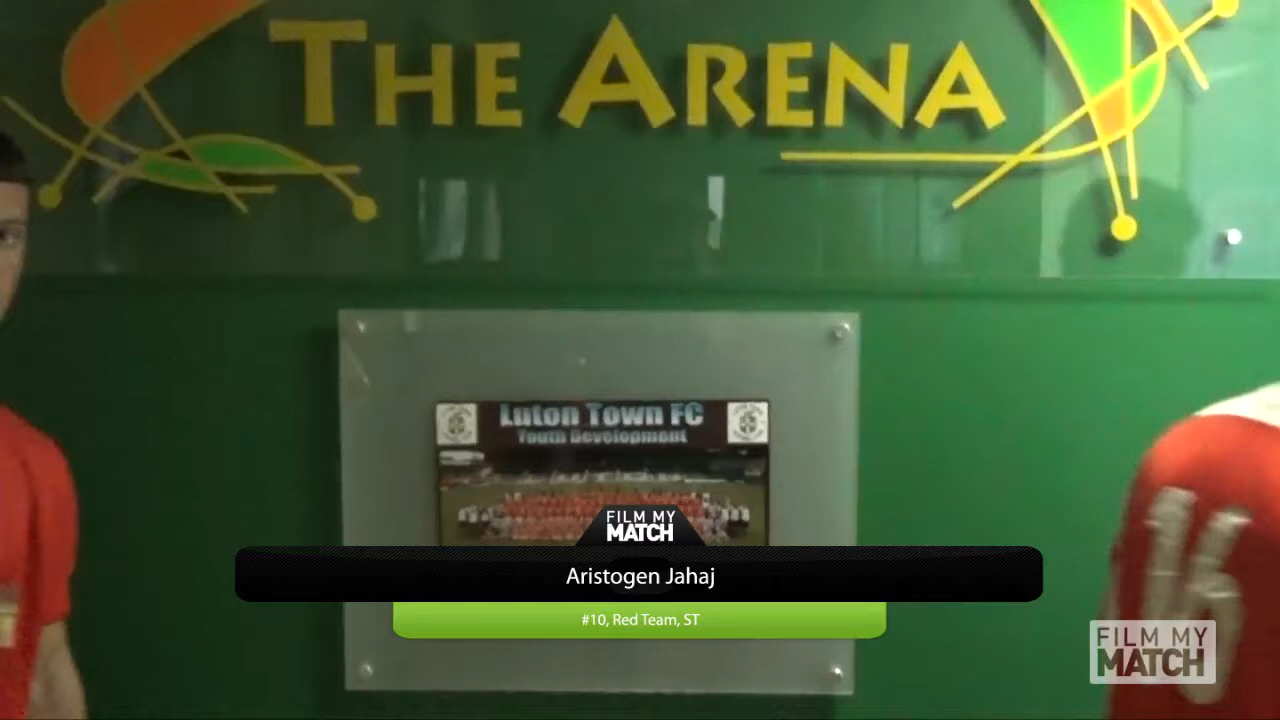 THE ARENA
Luton Town FC
Youth Development
FILM MY
MATCH
Aristogen Jahaj
#10, Red Team, ST
16
FILM MY
MATCH